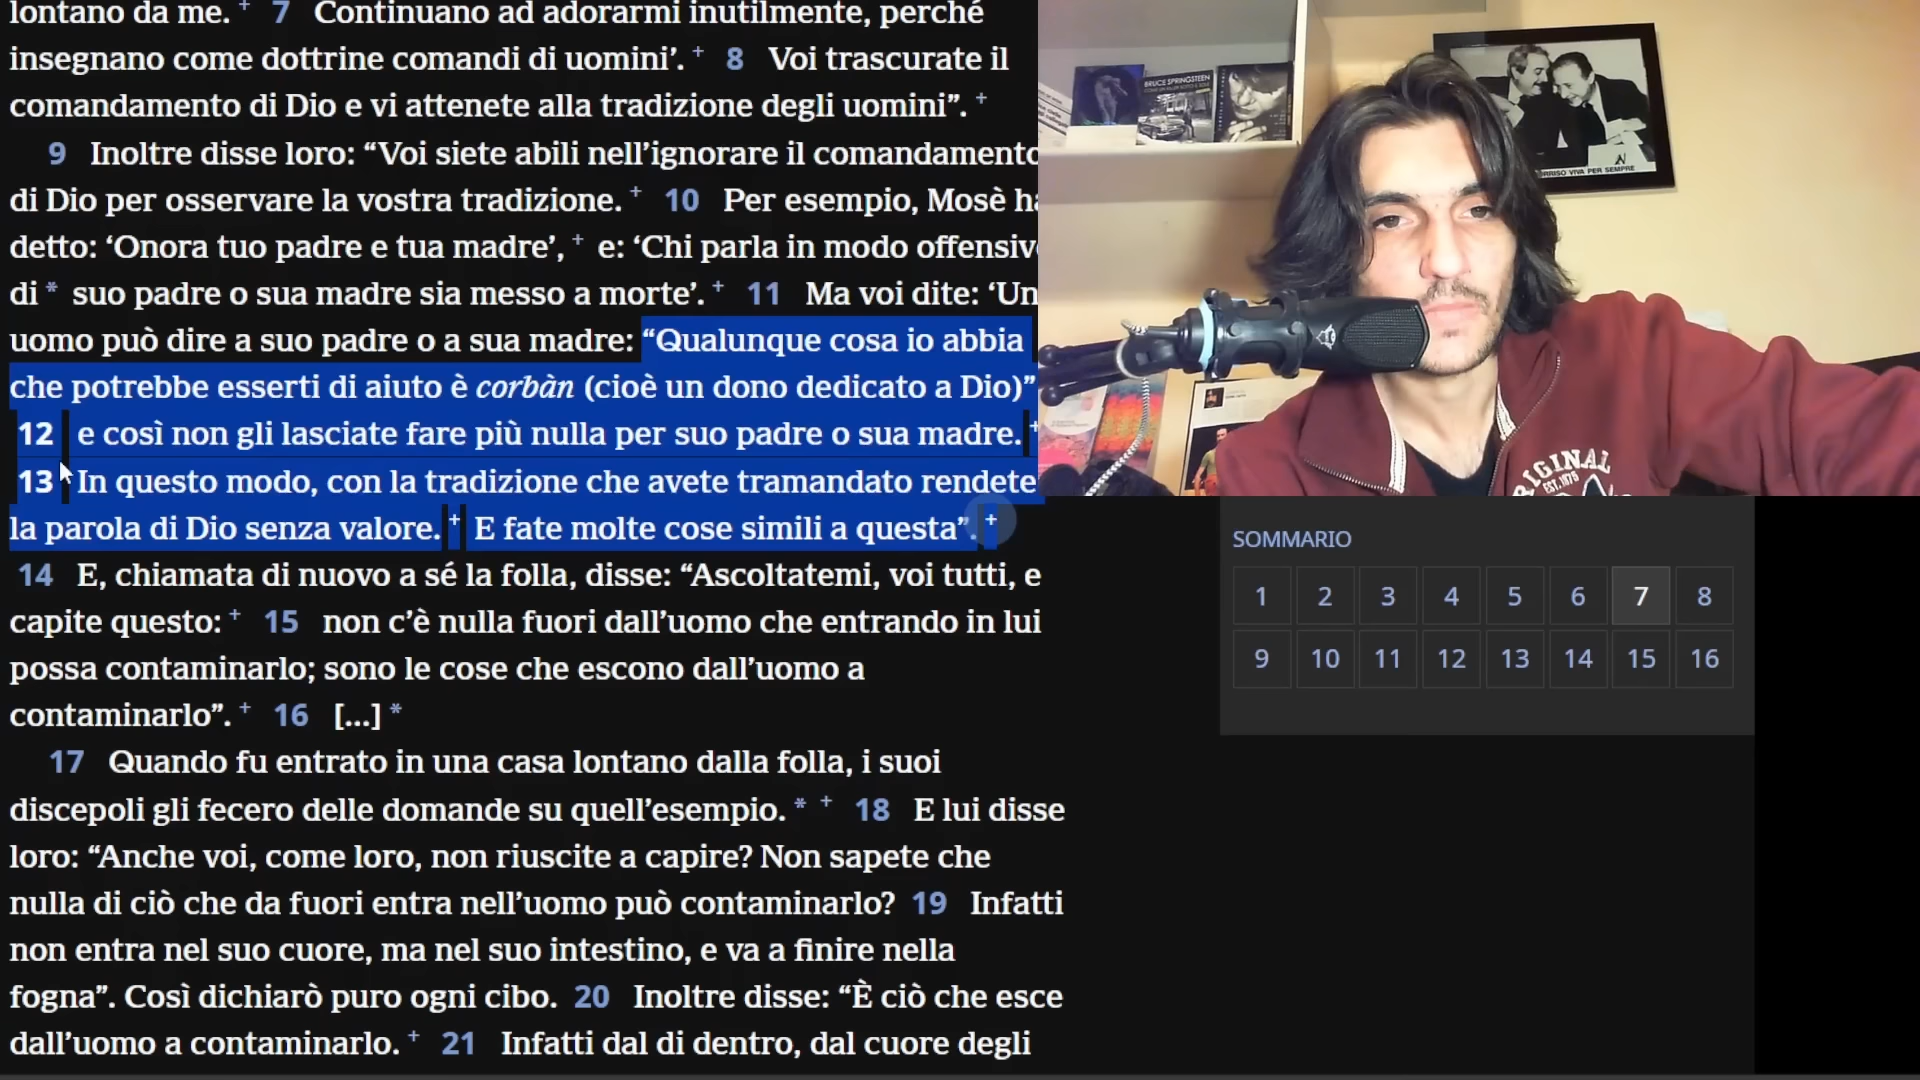 lontano da me. + 7 Continuano ad adorarmi inutilmente, perché
insegnano come dottrine comandi di uomini’. + 8 Voi trascurate il
comandamento di Dio e vi attenete alla tradizione degli uomini”. +
9 Inoltre disse loro: “Voi siete abili nell’ignorare il comandamento
di Dio per osservare la vostra tradizione. + 10 Per esempio, Mosè ha
detto: ‘Onora tuo padre e tua madre’, + e: ‘Chi parla in modo offensivo
di * suo padre o sua madre sia messo a morte’. + 11 Ma voi dite: ‘Un
uomo può dire a suo padre o a sua madre: “Qualunque cosa io abbia
che potrebbe esserti di aiuto è corbàn (cioè un dono dedicato a Dio)”
12 e così non gli lasciate fare più nulla per suo padre o sua madre. +
13 In questo modo, con la tradizione che avete tramandato rendete
la parola di Dio senza valore. + E fate molte cose simili a questa”. +
14 E, chiamata di nuovo a sé la folla, disse: “Ascoltatemi, voi tutti, e
capite questo: + 15 non c’è nulla fuori dall’uomo che entrando in lui
possa contaminarlo; sono le cose che escono dall’uomo a
contaminarlo”. + 16 [...] *
17 Quando fu entrato in una casa lontano dalla folla, i suoi
discepoli gli fecero delle domande su quell’esempio. * + 18 E lui disse
loro: “Anche voi, come loro, non riuscite a capire? Non sapete che
nulla di ciò che da fuori entra nell’uomo può contaminarlo? 19 Infatti
non entra nel suo cuore, ma nel suo intestino, e va a finire nella
fogna”. Così dichiarò puro ogni cibo. 20 Inoltre disse: “È ciò che esce
dall’uomo a contaminarlo. + 21 Infatti dal di dentro, dal cuore degli
BRUCE SPRINGSTEEN
VIVA PER SEMPRE
RIGINAL
EST. 1975
SOMMARIO
1 2 3 4 5 6 7 8
9 10 11 12 13 14 15 16